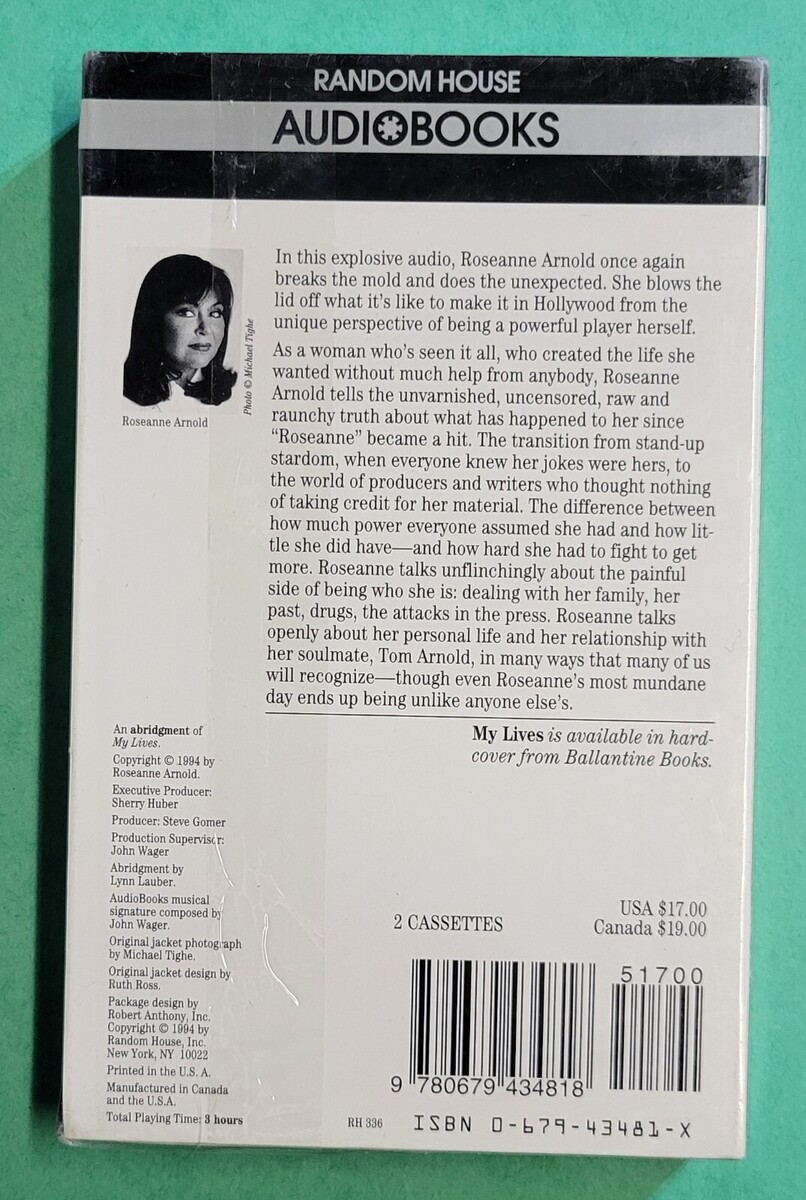 RANDOM HOUSE
AUDIOBOOKS
Photo © Michael Tighe
Roseanne Arnold
In this explosive audio, Roseanne Arnold once again
breaks the mold and does the unexpected. She blows the
lid off what it's like to make it in Hollywood from the
unique perspective of being a powerful player herself.
As a woman who's seen it all, who created the life she
wanted without much help from anybody, Roseanne
Arnold tells the unvarnished, uncensored, raw and
raunchy truth about what has happened to her since
"Roseanne" became a hit. The transition from stand-up
stardom, when everyone knew her jokes were hers, to
the world of producers and writers who thought nothing
of taking credit for her material. The difference between
how much power everyone assumed she had and how lit-
tle she did have—and how hard she had to fight to get
more. Roseanne talks unflinchingly about the painful
side of being who she is: dealing with her family, her
past, drugs, the attacks in the press. Roseanne talks
openly about her personal life and her relationship with
her soulmate, Tom Arnold, in many ways that many of us
will recognize—though even Roseanne's most mundane
day ends up being unlike anyone else's.
My Lives is available in hard-
cover from Ballantine Books.
An abridgment of
My Lives.
Copyright © 1994 by
Roseanne Arnold.
Executive Producer:
Sherry Huber
Producer: Steve Gomer
Production Supervisor:
John Wager
Abridgment by
Lynn Lauber.
AudioBooks musical
signature composed by
John Wager.
Original jacket photograph
by Michael Tighe.
Original jacket design by
Ruth Ross.
Package design by
Robert Anthony, Inc.
Copyright © 1994 by
Random House, Inc.
New York, NY 10022
Printed in the U.S. A.
Manufactured in Canada
and the U.S.A.
Total Playing Time: 3 hours
2 CASSETTES
USA $17.00
Canada $19.00
51700
9 780679 434818
RH 336
ISBN 0-679-43481-X